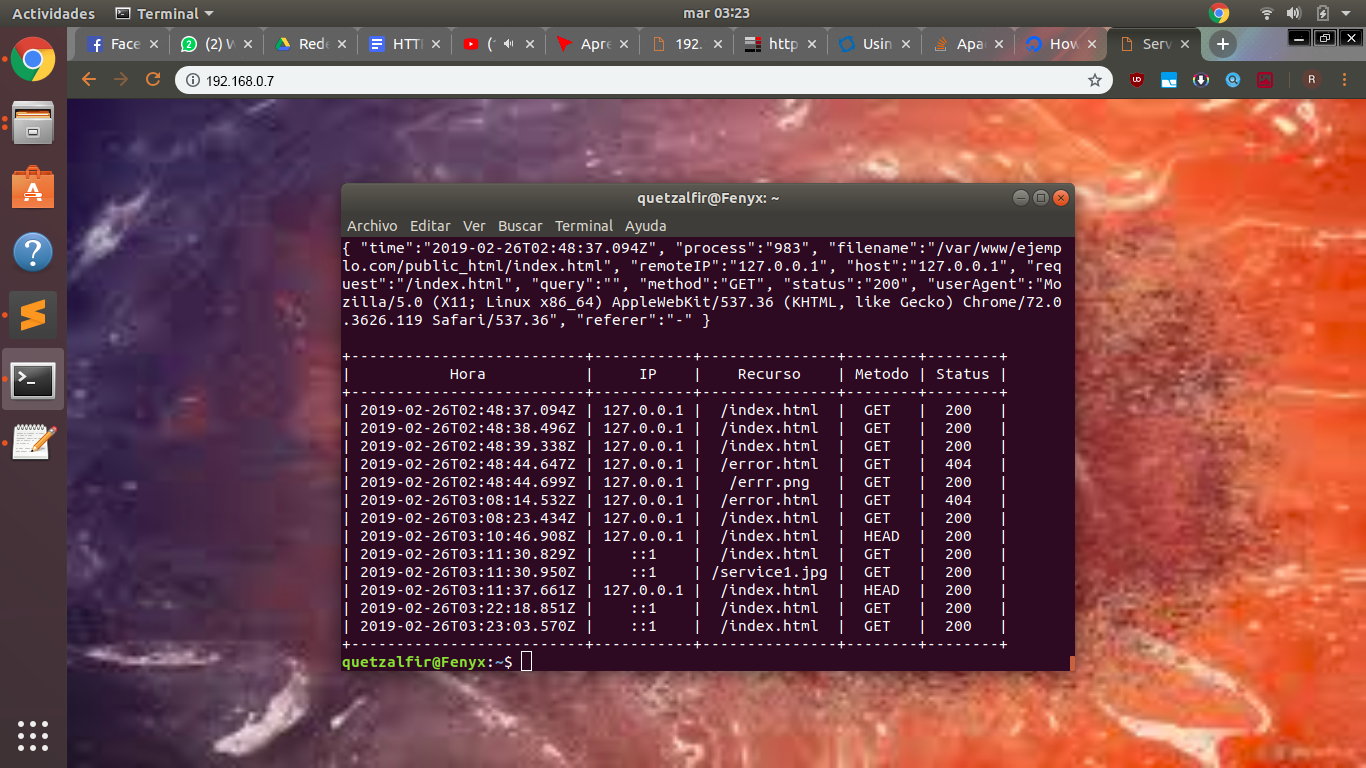 Actividades Terminal mar 03:23
Face (2) W Rede HTTI (1 Apre 192. http Usin Apac How Serv
192.168.0.7 R
quetzalfir@Fenyx: ~
Archivo Editar Ver Buscar Terminal Ayuda
{ "time":"2019-02-26T02:48:37.094Z", "process":"983", "filename":"/var/www/ejemp
lo.com/public_html/index.html", "remoteIP":"127.0.0.1", "host":"127.0.0.1", "req
uest":"/index.html", "query":"", "method":"GET", "status":"200", "userAgent":"Mo
zilla/5.0 (X11; Linux x86_64) AppleWebKit/537.36 (KHTML, like Gecko) Chrome/72.0
.3626.119 Safari/537.36", "referer":"-" }
+--------------------------+-----------+---------------+--------+--------+
| Hora | IP | Recurso | Metodo | Status |
+--------------------------+-----------+---------------+--------+--------+
| 2019-02-26T02:48:37.094Z | 127.0.0.1 | /index.html | GET | 200 |
| 2019-02-26T02:48:38.496Z | 127.0.0.1 | /index.html | GET | 200 |
| 2019-02-26T02:48:39.338Z | 127.0.0.1 | /index.html | GET | 200 |
| 2019-02-26T02:48:44.647Z | 127.0.0.1 | /error.html | GET | 404 |
| 2019-02-26T02:48:44.699Z | 127.0.0.1 | /errr.png | GET | 200 |
| 2019-02-26T03:08:14.532Z | 127.0.0.1 | /error.html | GET | 404 |
| 2019-02-26T03:08:23.434Z | 127.0.0.1 | /index.html | GET | 200 |
| 2019-02-26T03:10:46.908Z | 127.0.0.1 | /index.html | HEAD | 200 |
| 2019-02-26T03:11:30.829Z | ::1 | /index.html | GET | 200 |
| 2019-02-26T03:11:30.950Z | ::1 | /service1.jpg | GET | 200 |
| 2019-02-26T03:11:37.661Z | 127.0.0.1 | /index.html | HEAD | 200 |
| 2019-02-26T03:22:18.851Z | ::1 | /index.html | GET | 200 |
| 2019-02-26T03:23:03.570Z | ::1 | /index.html | GET | 200 |
+--------------------------+-----------+---------------+--------+--------+
quetzalfir@Fenyx:~$